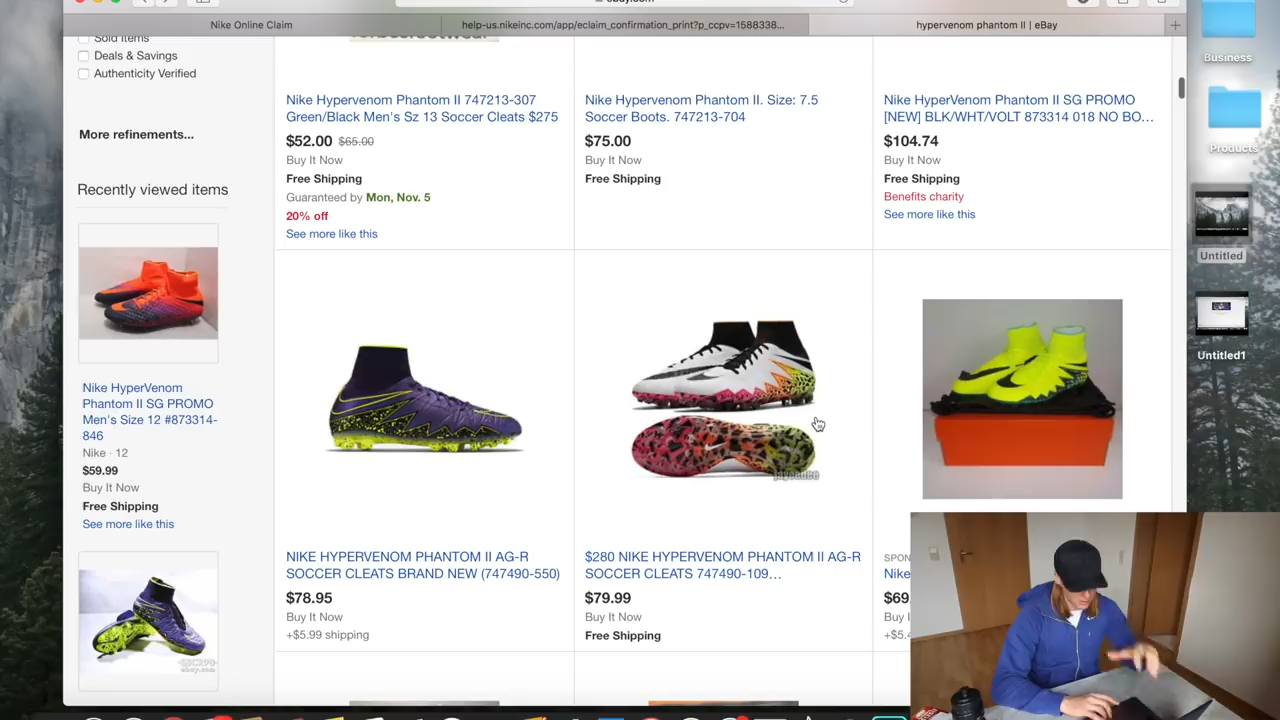 ebay.com
Nike Online Claim
help-us.nikeinc.com/app/eclaim_confirmation_print?p_ccpv=1588338...
hypervenom phantom II | eBay
Sold Items
Deals & Savings
Authenticity Verified
More refinements...
Recently viewed items
Nike HyperVenom
Phantom II SG PROMO
Men's Size 12 #873314-
846
Nike · 12
$59.99
Buy It Now
Free Shipping
See more like this
Nike Hypervenom Phantom II 747213-307
Green/Black Men's Sz 13 Soccer Cleats $275
$52.00 $65.00
Buy It Now
Free Shipping
Guaranteed by Mon, Nov. 5
20% off
See more like this
Nike Hypervenom Phantom II. Size: 7.5
Soccer Boots. 747213-704
$75.00
Buy It Now
Free Shipping
Nike HyperVenom Phantom II SG PROMO
[NEW] BLK/WHT/VOLT 873314 018 NO BO...
$104.74
Buy It Now
Free Shipping
Benefits charity
See more like this
NIKE HYPERVENOM PHANTOM II AG-R
SOCCER CLEATS BRAND NEW (747490-550)
$78.95
Buy It Now
+$5.99 shipping
$280 NIKE HYPERVENOM PHANTOM II AG-R
SOCCER CLEATS 747490-109...
$79.99
Buy It Now
Free Shipping
SPON
Nike
$69.
Buy I
+$5.4
Business
Products
Untitled
Untitled1